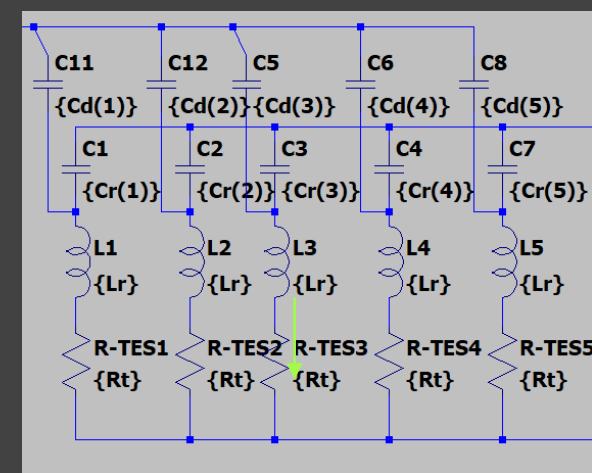 C11 C12 C5 C6 C8
{Cd(1)} {Cd(2)} {Cd(3)} {Cd(4)} {Cd(5)}
C1 C2 C3 C4 C7
{Cr(1)} {Cr(2)} {Cr(3)} {Cr(4)} {Cr(5)}
L1 L2 L3 L4 L5
{Lr} {Lr} {Lr} {Lr} {Lr}
R-TES1 R-TES2 R-TES3 R-TES4 R-TES5
{Rt} {Rt} {Rt} {Rt} {Rt}